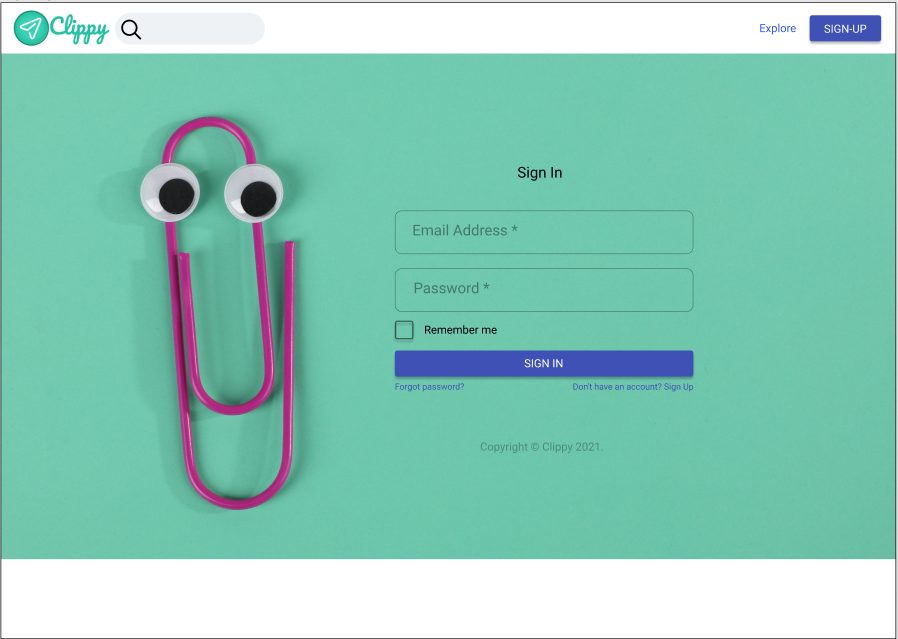 Clippy
Explore
SIGN-UP
Sign In
Email Address *
Password *
Remember me
SIGN IN
Forgot password?
Don't have an account? Sign Up
Copyright © Clippy 2021.